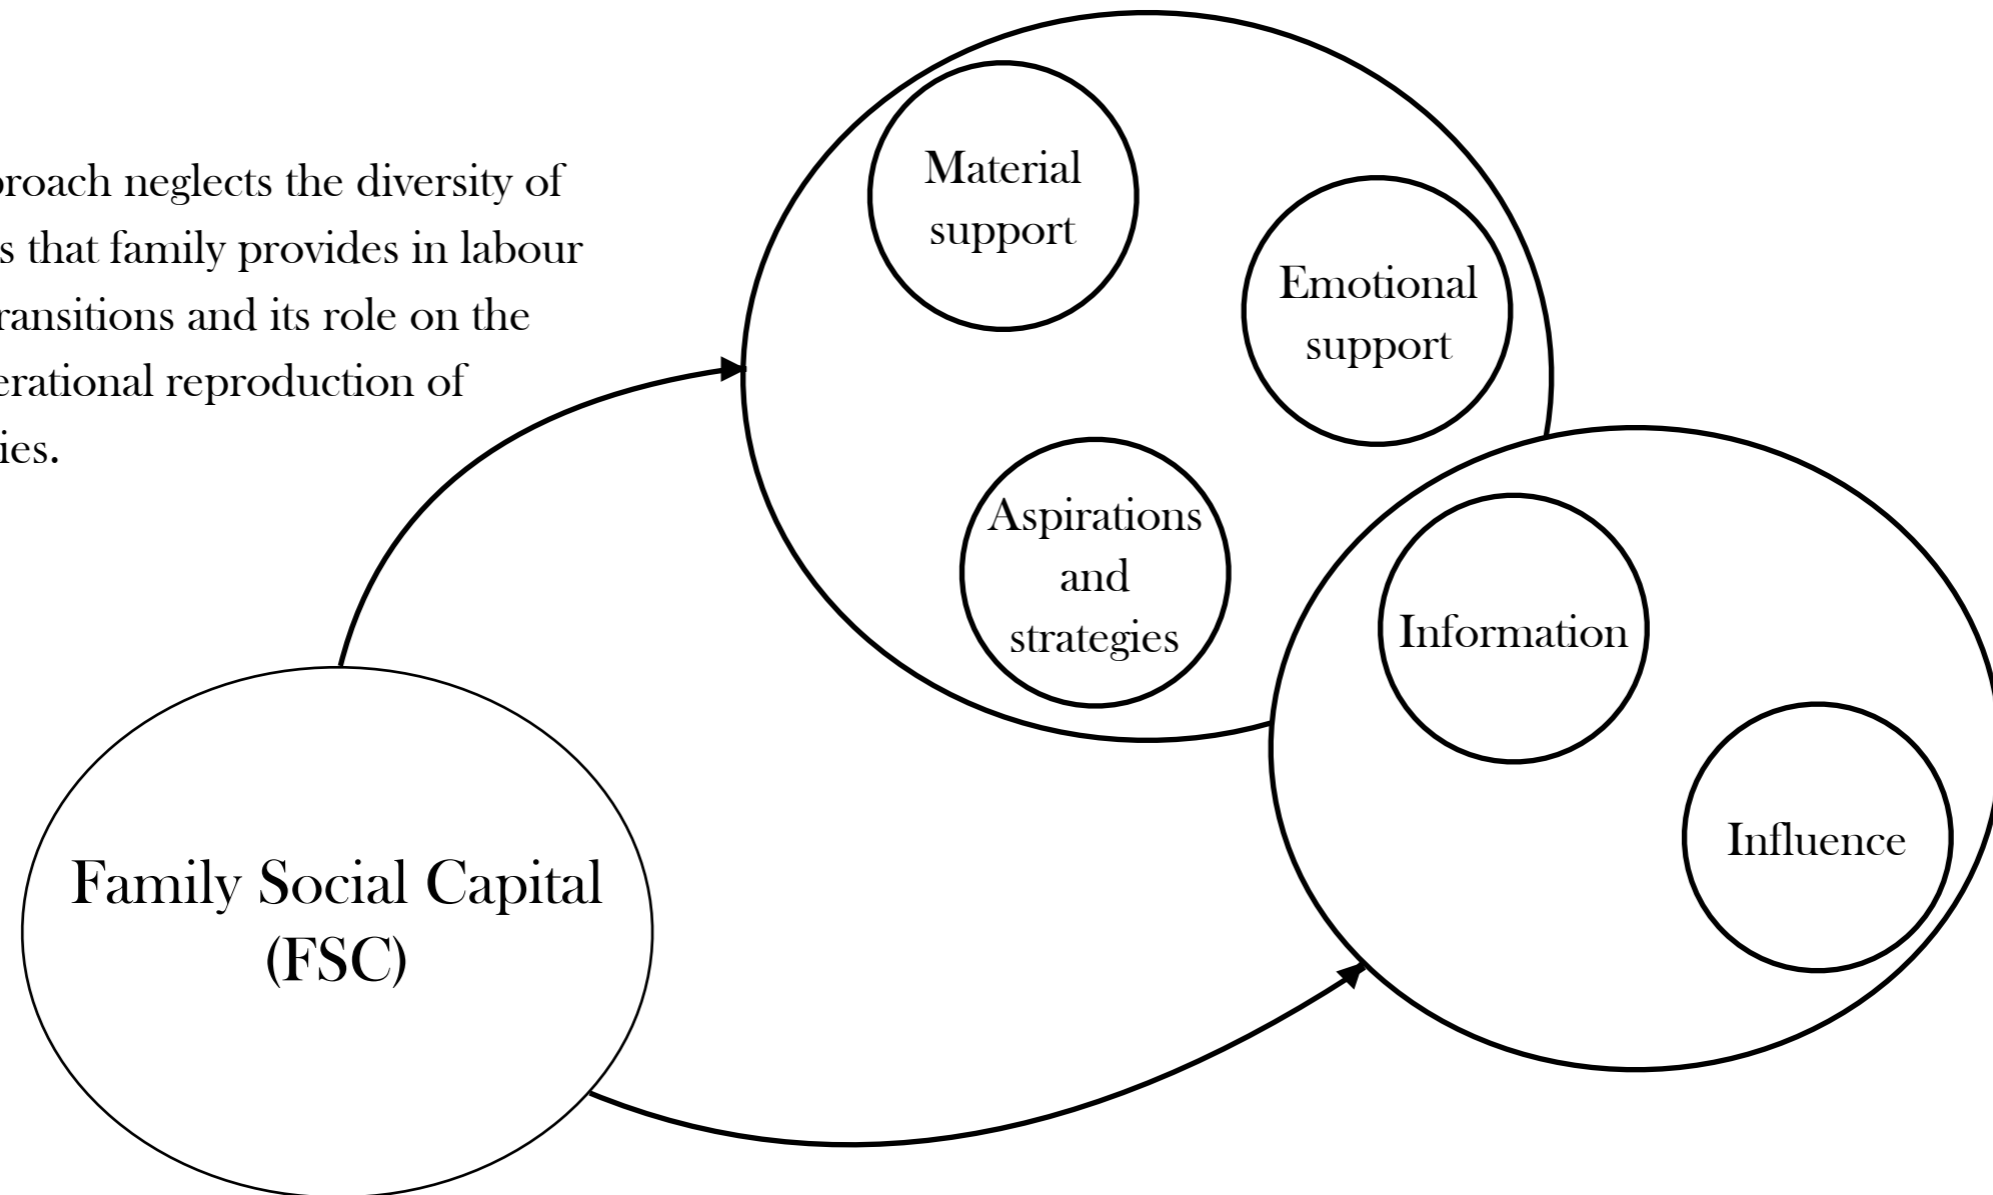 proach neglects the diversity of
s that family provides in labour
ransitions and its role on the
erational reproduction of
ies.
Material
support
Emotional
support
Aspirations
and
strategies
Information
Influence
Family Social Capital
(FSC)